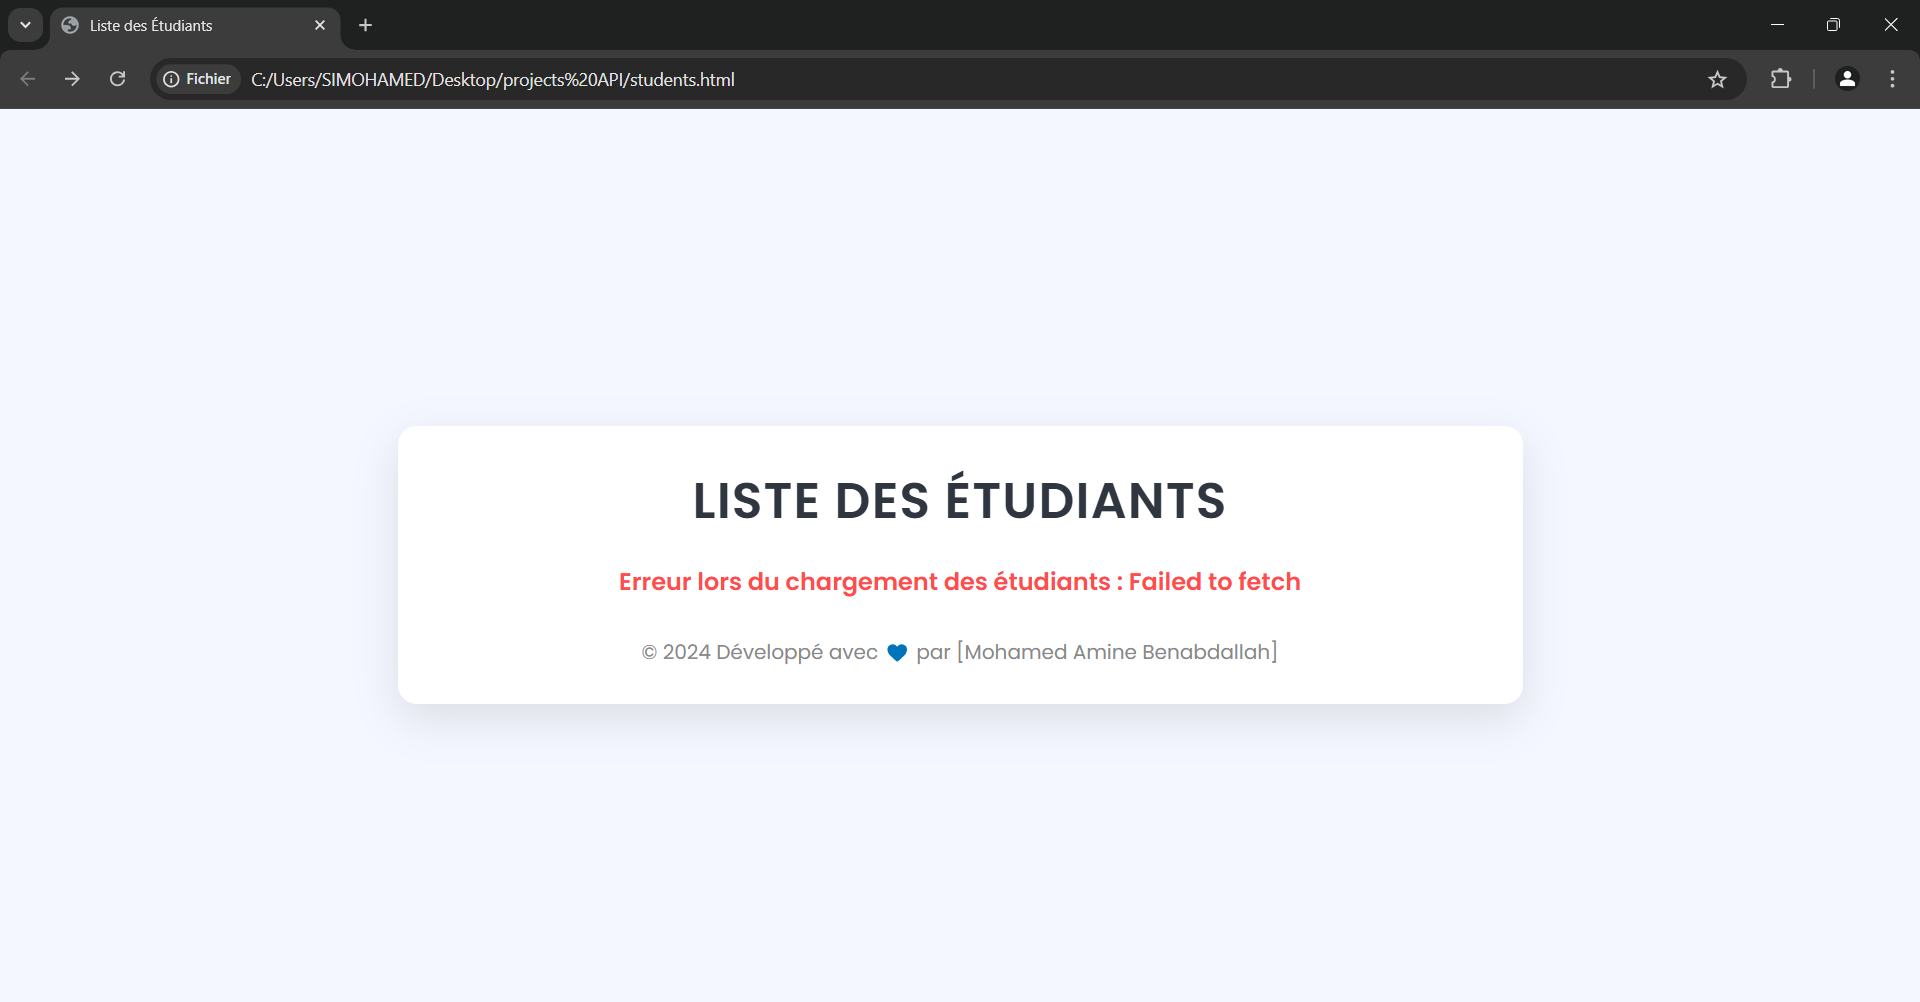 Liste des Étudiants
Fichier C:/Users/SIMOHAMED/Desktop/projects%20API/students.html
LISTE DES ÉTUDIANTS
Erreur lors du chargement des étudiants : Failed to fetch
© 2024 Développé avec 💙 par [Mohamed Amine Benabdallah]